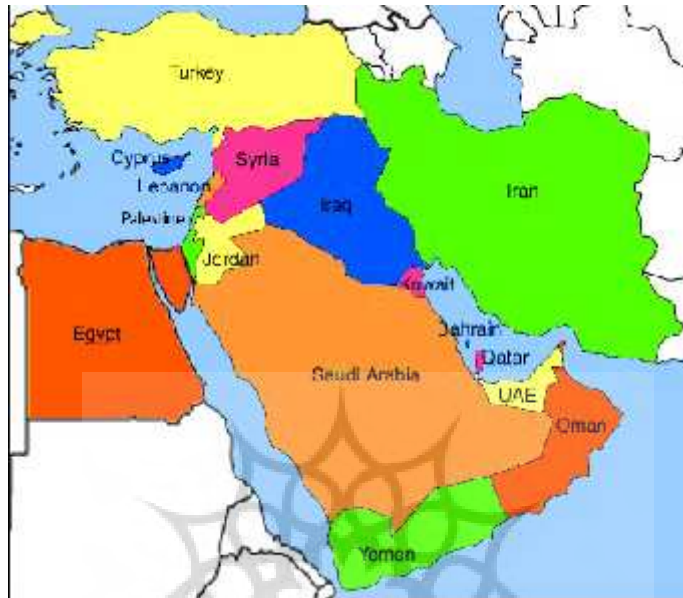 Turkey
Cyprus
Syria
Lebanon
Iraq
Iran
Palestine
Jordan
Kuwait
Egypt
Bahrain
Qatar
Saudi Arabia
UAE
Oman
Yemen